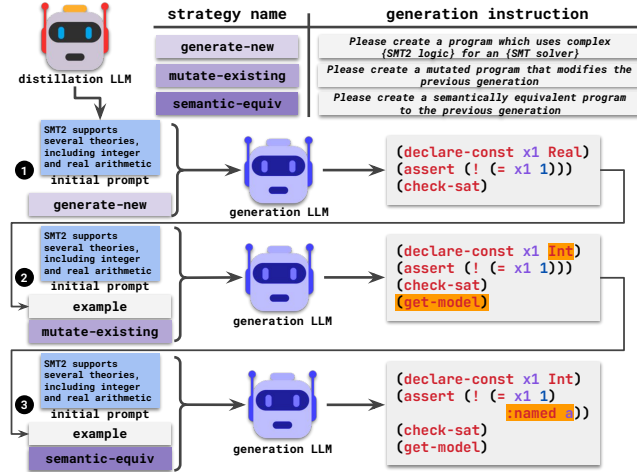 strategy name
generation instruction
generate-new
Please create a program which uses complex
{SMT2 logic} for an {SMT solver}
mutate-existing
Please create a mutated program that modifies the
previous generation
semantic-equiv
Please create a semantically equivalent program
to the previous generation
distillation LLM
1
SMT2 supports
several theories,
including integer
and real arithmetic
initial prompt
generate-new
generation LLM
(declare-const x1 Real)
(assert (! (= x1 1)))
(check-sat)
2
SMT2 supports
several theories,
including integer
and real arithmetic
initial prompt
example
mutate-existing
generation LLM
(declare-const x1 Int)
(assert (! (= x1 1)))
(check-sat)
(get-model)
3
SMT2 supports
several theories,
including integer
and real arithmetic
initial prompt
example
semantic-equiv
generation LLM
(declare-const x1 Int)
(assert (! (= x1 1)
:named a))
(check-sat)
(get-model)